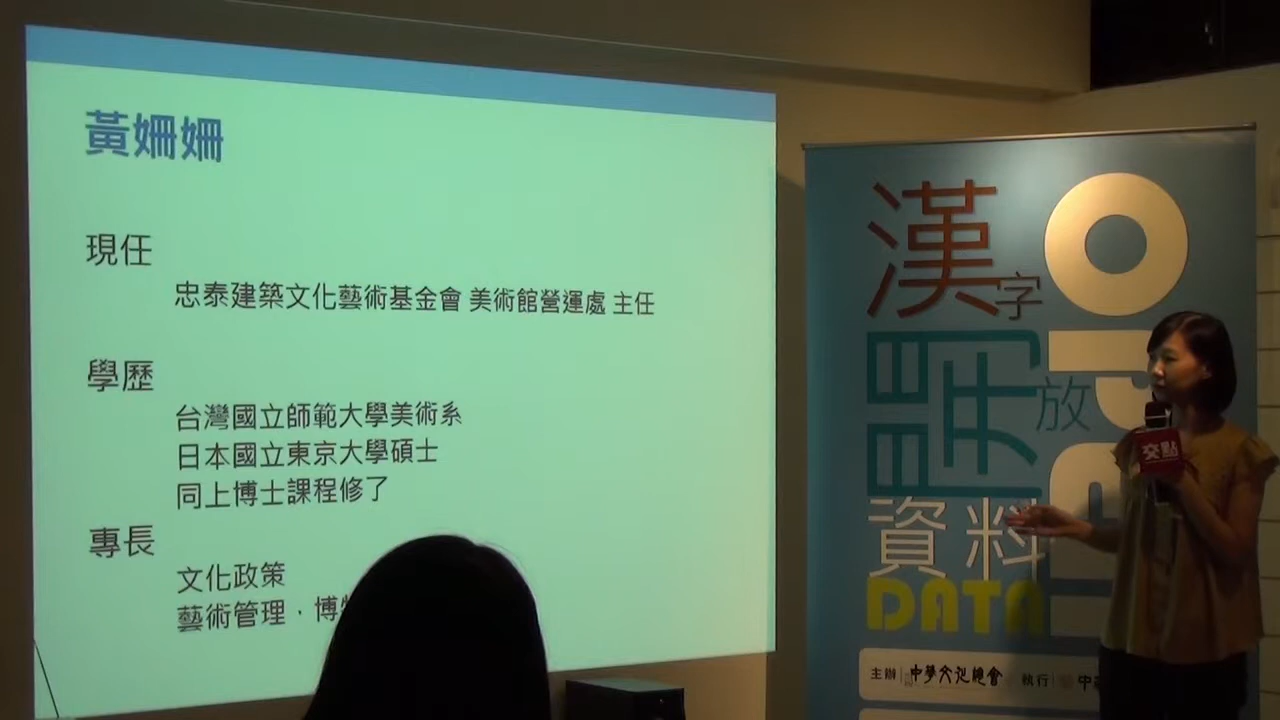 黃姍姍
現任
忠泰建築文化藝術基金會 美術館營運處 主任
學歷
台灣國立師範大學美術系
日本國立東京大學碩士
同上博士課程修了
專長
文化政策
藝術管理．博
漢
字
開
放
資料
DATA
主辦 中華文化總會 執行 中
交點